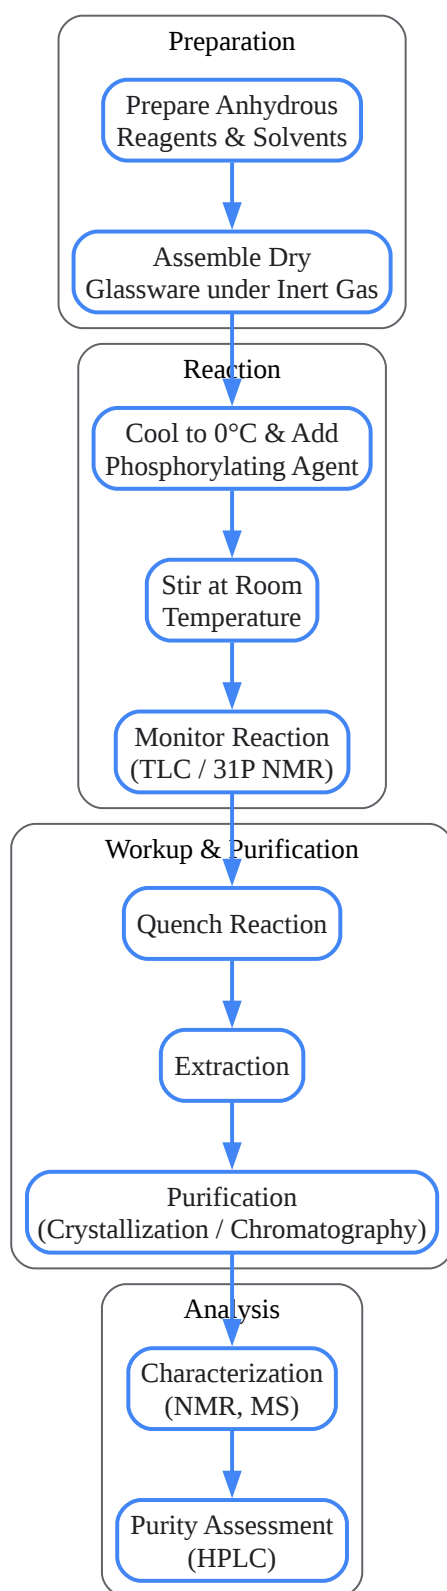 Preparation
Prepare Anhydrous
Reagents & Solvents
Assemble Dry
Glassware under Inert Gas
Reaction
Cool to 0°C & Add
Phosphorylating Agent
Stir at Room
Temperature
Monitor Reaction
(TLC / 31P NMR)
Workup & Purification
Quench Reaction
Extraction
Purification
(Crystallization / Chromatography)
Analysis
Characterization
(NMR, MS)
Purity Assessment
(HPLC)